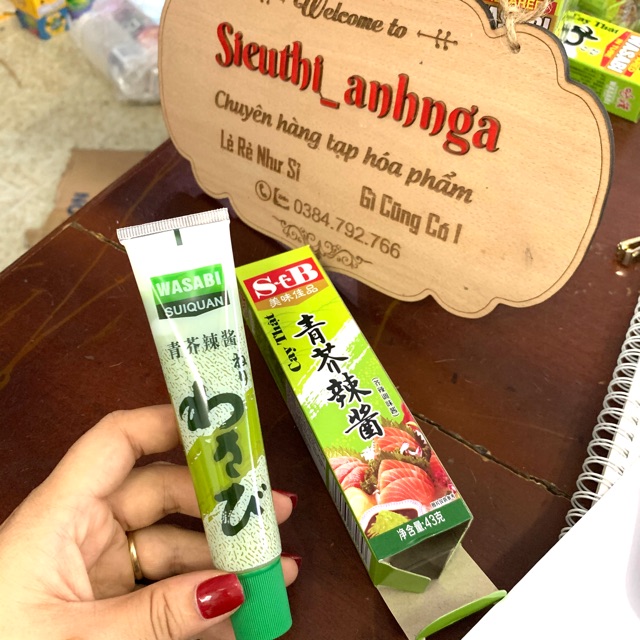 Welcome to
Sieuthi_anhnga
Chuyên hàng tạp hóa phẩm
Lẻ Rẻ Như Sỉ
Gì Cũng Có !
0384.792.766
WASABI
SUIQUAN
青芥辣酱
ねり
わさび
S&B
美味佳品
Cay Thái
青芥辣酱
净含量:43克